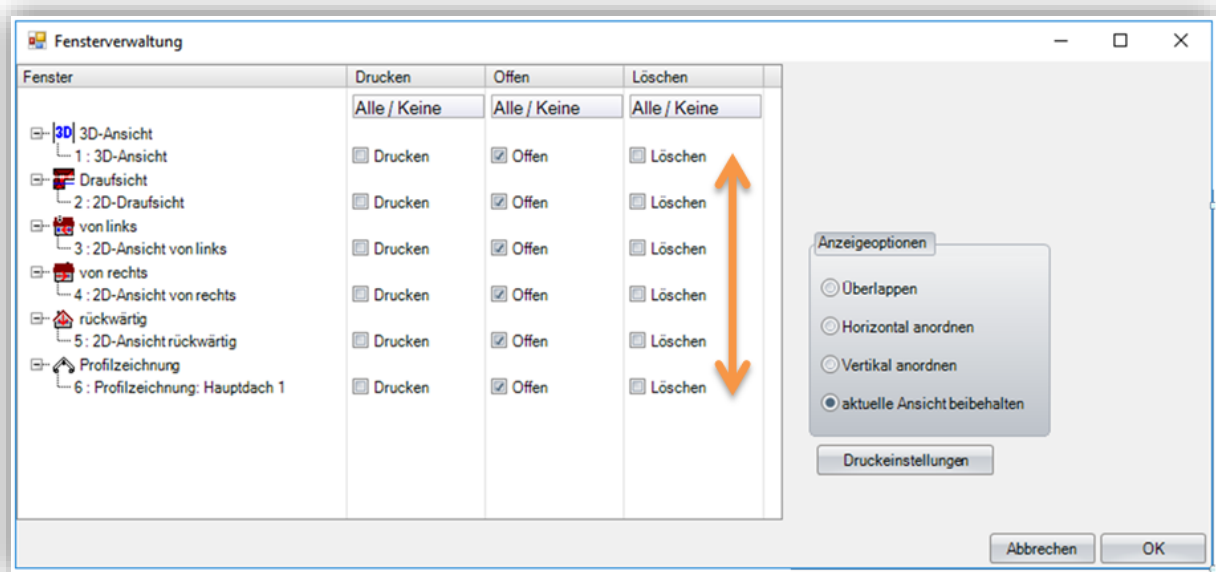 Fensterverwaltung
Fenster Drucken Offen Löschen
Alle / Keine Alle / Keine Alle / Keine
3D 3D-Ansicht
1 : 3D-Ansicht Drucken Offen Löschen
Draufsicht
2 : 2D-Draufsicht Drucken Offen Löschen
von links
3 : 2D-Ansicht von links Drucken Offen Löschen
von rechts
4 : 2D-Ansicht von rechts Drucken Offen Löschen
rückwärtig
5 : 2D-Ansicht rückwärtig Drucken Offen Löschen
Profilzeichnung
6 : Profilzeichnung: Hauptdach 1 Drucken Offen Löschen
Anzeigeoptionen
Überlappen
Horizontal anordnen
Vertikal anordnen
aktuelle Ansicht beibehalten
Druckeinstellungen
Abbrechen OK